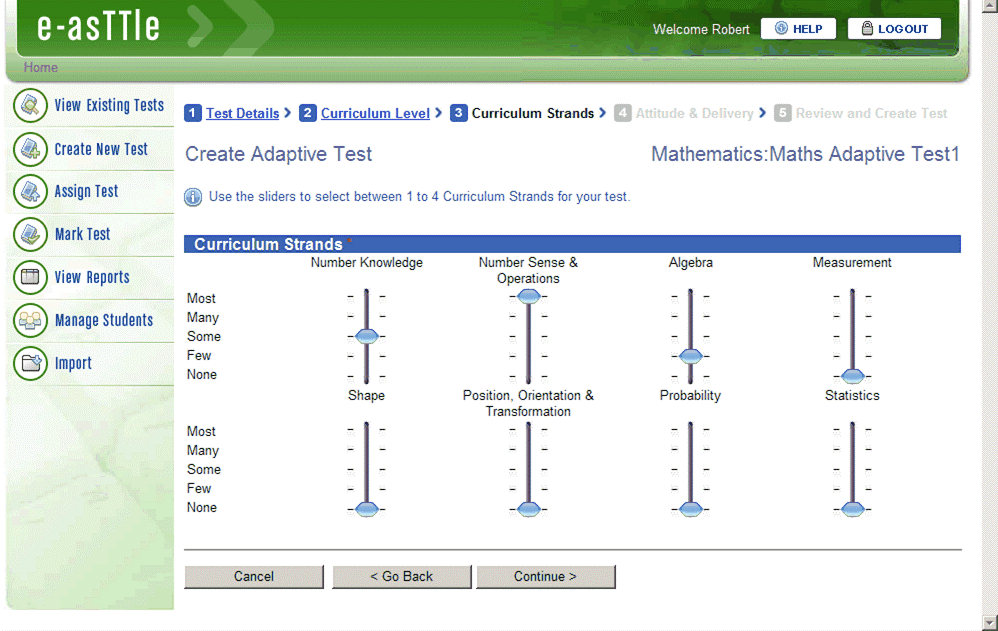 e-asTTle
Welcome Robert
HELP
LOGOUT
Home
View Existing Tests
Create New Test
Assign Test
Mark Test
View Reports
Manage Students
Import
1 Test Details > 2 Curriculum Level > 3 Curriculum Strands > 4 Attitude & Delivery > 5 Review and Create Test
Create Adaptive Test
Mathematics:Maths Adaptive Test1
Use the sliders to select between 1 to 4 Curriculum Strands for your test.
Curriculum Strands *
Number Knowledge
Number Sense &
Operations
Algebra
Measurement
Most
Many
Some
Few
None
Shape
Position, Orientation &
Transformation
Probability
Statistics
Most
Many
Some
Few
None
Cancel
< Go Back
Continue >